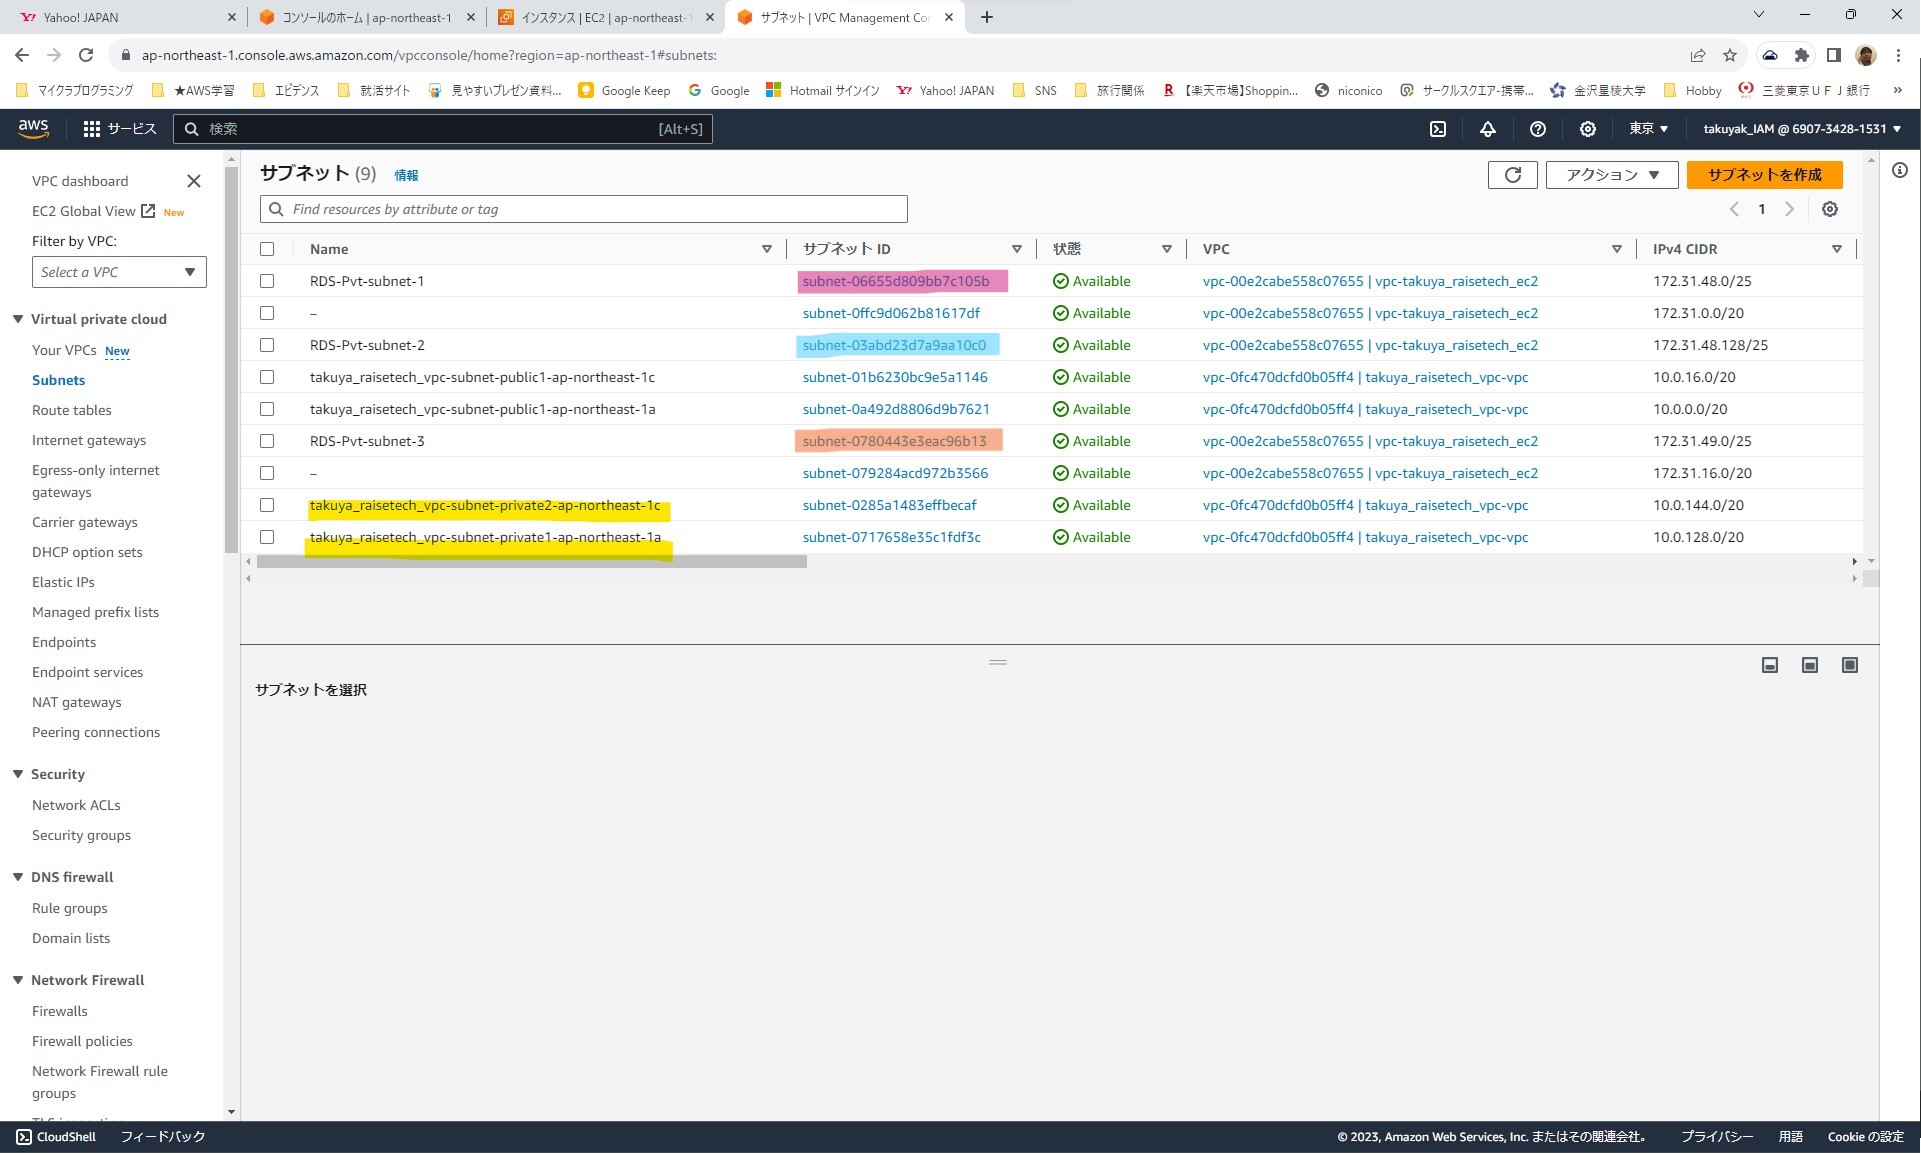 Yahoo! JAPAN
コンソールのホーム | ap-northeast-1
インスタンス | EC2 | ap-northeast-1
サブネット | VPC Management Con
ap-northeast-1.console.aws.amazon.com/vpcconsole/home?region=ap-northeast-1#subnets:
マイクラプログラミング ★AWS学習 エビデンス 就活サイト 見やすいプレゼン資料... Google Keep Google Hotmail サインイン Yahoo! JAPAN SNS 旅行関係 【楽天市場】Shoppin... niconico サークルスクエア-携帯... 金沢星稜大学 Hobby 三菱東京ＵＦＪ銀行 »
aws サービス 検索 [Alt+S] 東京 takuyak_IAM @ 6907-3428-1531
VPC dashboard
EC2 Global View New
Filter by VPC:
Select a VPC
Virtual private cloud
Your VPCs New
Subnets
Route tables
Internet gateways
Egress-only internet
gateways
Carrier gateways
DHCP option sets
Elastic IPs
Managed prefix lists
Endpoints
Endpoint services
NAT gateways
Peering connections
Security
Network ACLs
Security groups
DNS firewall
Rule groups
Domain lists
Network Firewall
Firewalls
Firewall policies
Network Firewall rule
groups
サブネット (9) 情報 アクション サブネットを作成
Find resources by attribute or tag 1
Name サブネット ID 状態 VPC IPv4 CIDR
RDS-Pvt-subnet-1 subnet-06655d809bb7c105b Available vpc-00e2cabe558c07655 | vpc-takuya_raisetech_ec2 172.31.48.0/25
– subnet-0ffc9d062b81617df Available vpc-00e2cabe558c07655 | vpc-takuya_raisetech_ec2 172.31.0.0/20
RDS-Pvt-subnet-2 subnet-03abd23d7a9aa10c0 Available vpc-00e2cabe558c07655 | vpc-takuya_raisetech_ec2 172.31.48.128/25
takuya_raisetech_vpc-subnet-public1-ap-northeast-1c subnet-01b6230bc9e5a1146 Available vpc-0fc470dcfd0b05ff4 | takuya_raisetech_vpc-vpc 10.0.16.0/20
takuya_raisetech_vpc-subnet-public1-ap-northeast-1a subnet-0a492d8806d9b7621 Available vpc-0fc470dcfd0b05ff4 | takuya_raisetech_vpc-vpc 10.0.0.0/20
RDS-Pvt-subnet-3 subnet-0780443e3eac96b13 Available vpc-00e2cabe558c07655 | vpc-takuya_raisetech_ec2 172.31.49.0/25
– subnet-079284acd972b3566 Available vpc-00e2cabe558c07655 | vpc-takuya_raisetech_ec2 172.31.16.0/20
takuya_raisetech_vpc-subnet-private2-ap-northeast-1c subnet-0285a1483effbecaf Available vpc-0fc470dcfd0b05ff4 | takuya_raisetech_vpc-vpc 10.0.144.0/20
takuya_raisetech_vpc-subnet-private1-ap-northeast-1a subnet-0717658e35c1fdf3c Available vpc-0fc470dcfd0b05ff4 | takuya_raisetech_vpc-vpc 10.0.128.0/20
サブネットを選択
CloudShell フィードバック © 2023, Amazon Web Services, Inc. またはその関連会社。 プライバシー 用語 Cookie の設定